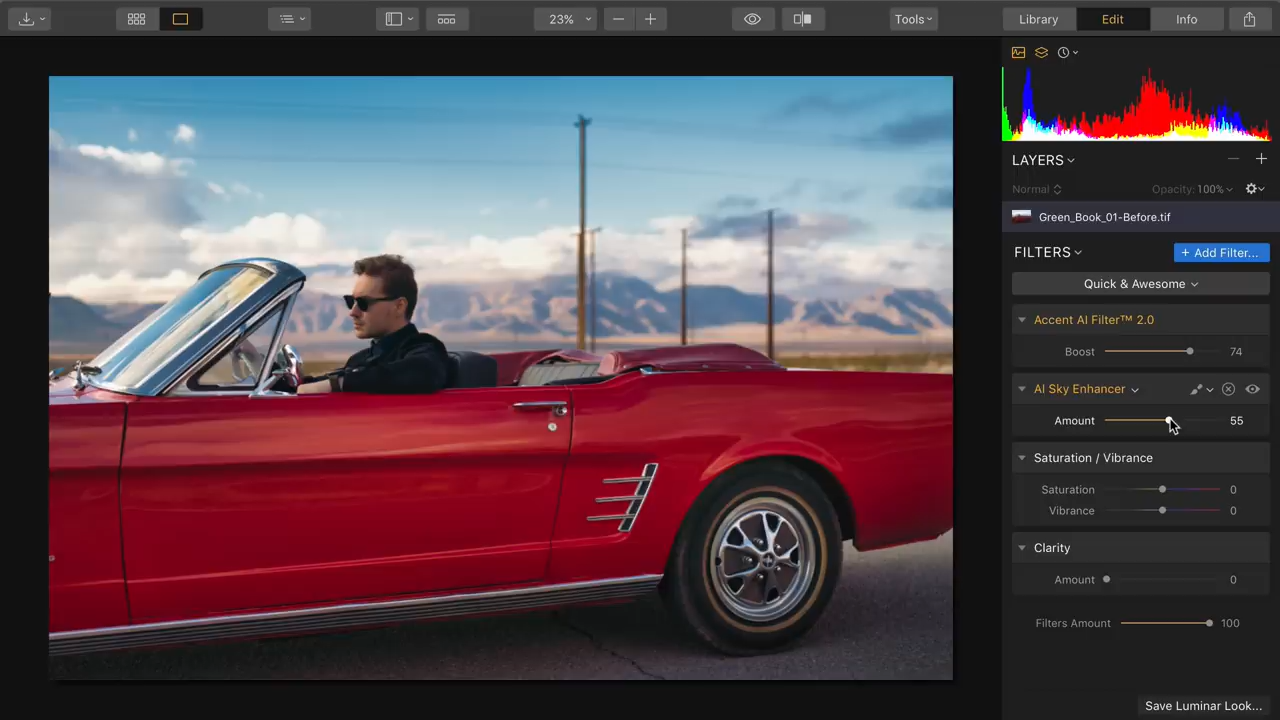 23%
Tools
Library
Edit
Info
LAYERS
Normal
Opacity: 100%
Green_Book_01-Before.tif
FILTERS
+ Add Filter...
Quick & Awesome
Accent AI Filter™ 2.0
Boost 74
AI Sky Enhancer
Amount 55
Saturation / Vibrance
Saturation 0
Vibrance 0
Clarity
Amount 0
Filters Amount 100
Save Luminar Look...